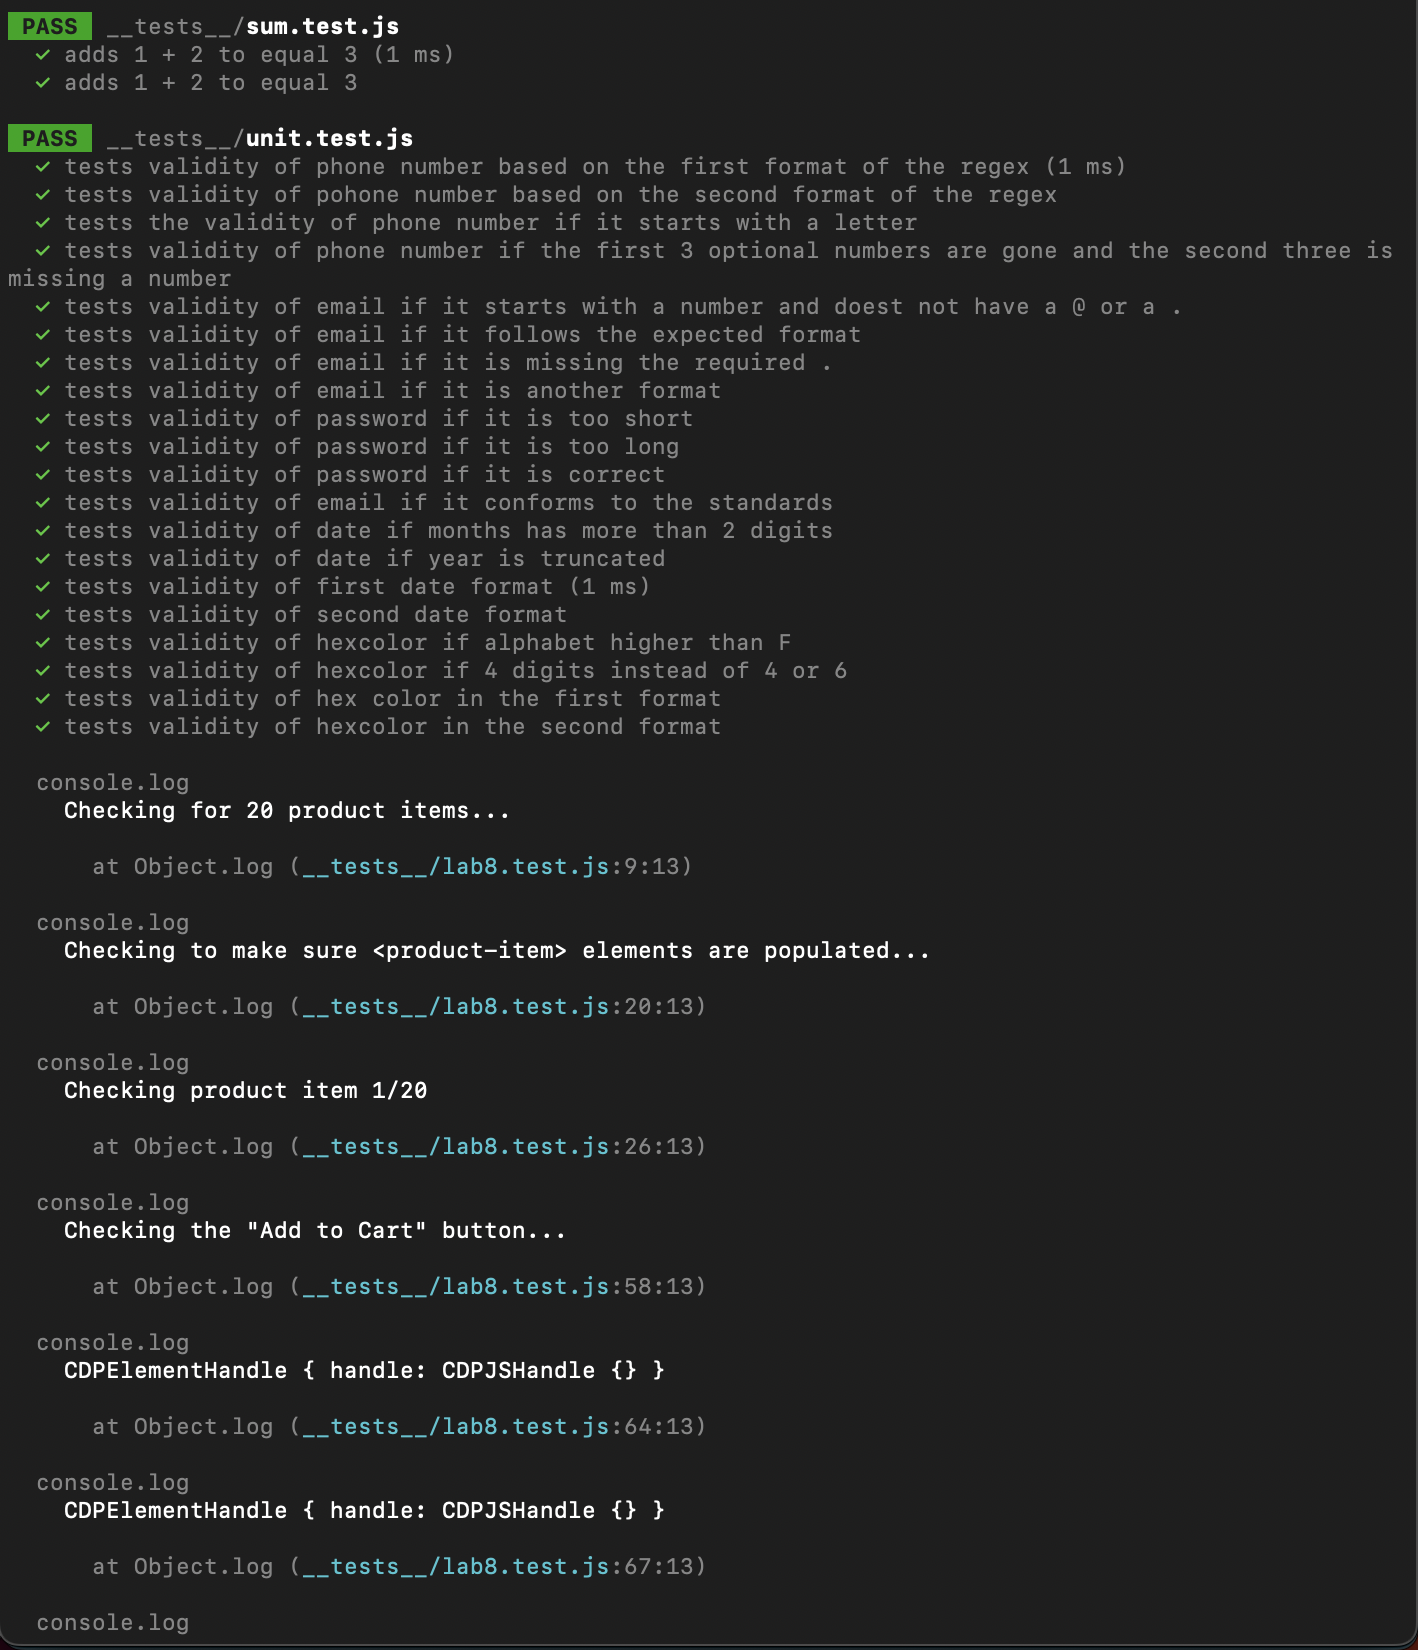 PASS __tests__/sum.test.js
✓ adds 1 + 2 to equal 3 (1 ms)
✓ adds 1 + 2 to equal 3
PASS __tests__/unit.test.js
✓ tests validity of phone number based on the first format of the regex (1 ms)
✓ tests validity of pohone number based on the second format of the regex
✓ tests the validity of phone number if it starts with a letter
✓ tests validity of phone number if the first 3 optional numbers are gone and the second three is
missing a number
✓ tests validity of email if it starts with a number and doest not have a @ or a .
✓ tests validity of email if it follows the expected format
✓ tests validity of email if it is missing the required .
✓ tests validity of email if it is another format
✓ tests validity of password if it is too short
✓ tests validity of password if it is too long
✓ tests validity of password if it is correct
✓ tests validity of email if it conforms to the standards
✓ tests validity of date if months has more than 2 digits
✓ tests validity of date if year is truncated
✓ tests validity of first date format (1 ms)
✓ tests validity of second date format
✓ tests validity of hexcolor if alphabet higher than F
✓ tests validity of hexcolor if 4 digits instead of 4 or 6
✓ tests validity of hex color in the first format
✓ tests validity of hexcolor in the second format
console.log
Checking for 20 product items...
at Object.log (__tests__/lab8.test.js:9:13)
console.log
Checking to make sure <product-item> elements are populated...
at Object.log (__tests__/lab8.test.js:20:13)
console.log
Checking product item 1/20
at Object.log (__tests__/lab8.test.js:26:13)
console.log
Checking the "Add to Cart" button...
at Object.log (__tests__/lab8.test.js:58:13)
console.log
CDPElementHandle { handle: CDPJSHandle {} }
at Object.log (__tests__/lab8.test.js:64:13)
console.log
CDPElementHandle { handle: CDPJSHandle {} }
at Object.log (__tests__/lab8.test.js:67:13)
console.log